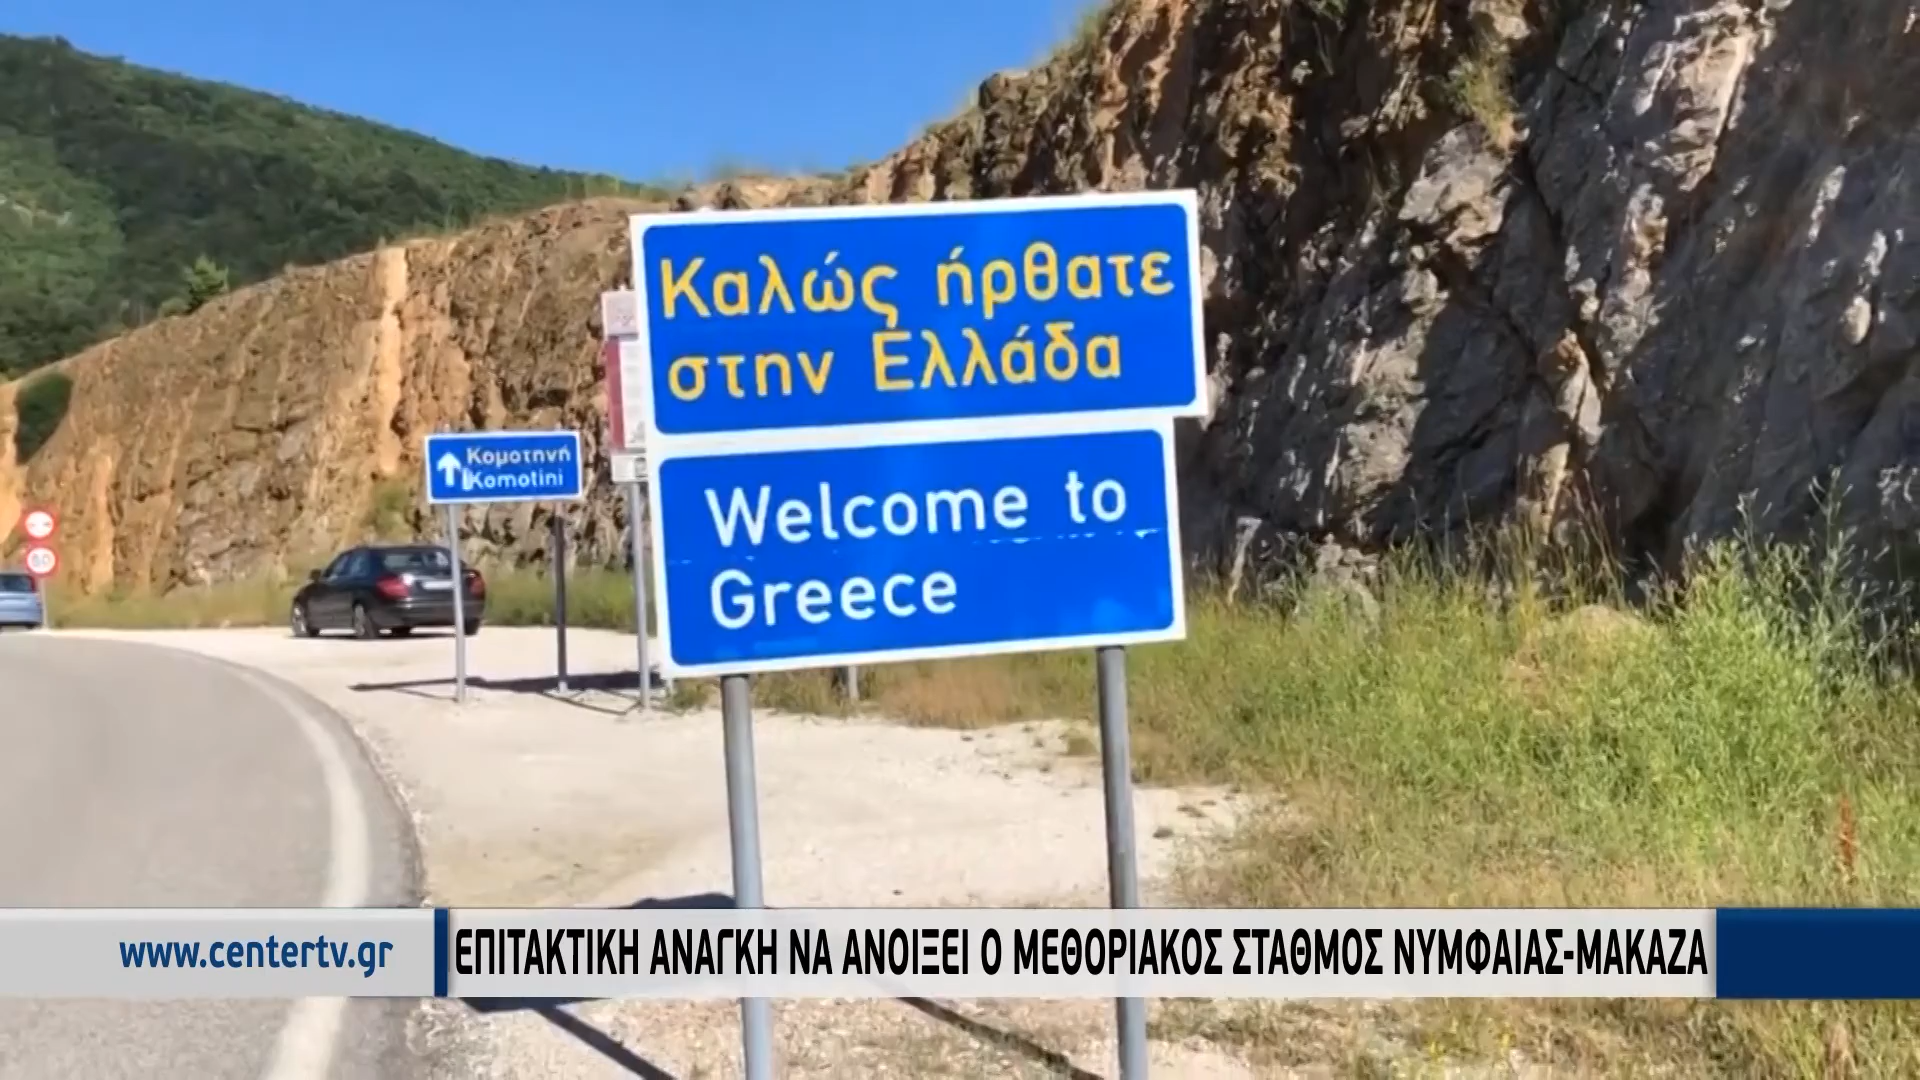 Καλώς ήρθατε
στην Ελλάδα
Welcome to
Greece
Κομοτηνή
Komotini
60
www.centertv.gr
ΕΠΙΤΑΚΤΙΚΗ ΑΝΑΓΚΗ ΝΑ ΑΝΟΙΞΕΙ Ο ΜΕΘΟΡΙΑΚΟΣ ΣΤΑΘΜΟΣ ΝΥΜΦΑΙΑΣ-ΜΑΚΑΖΑ